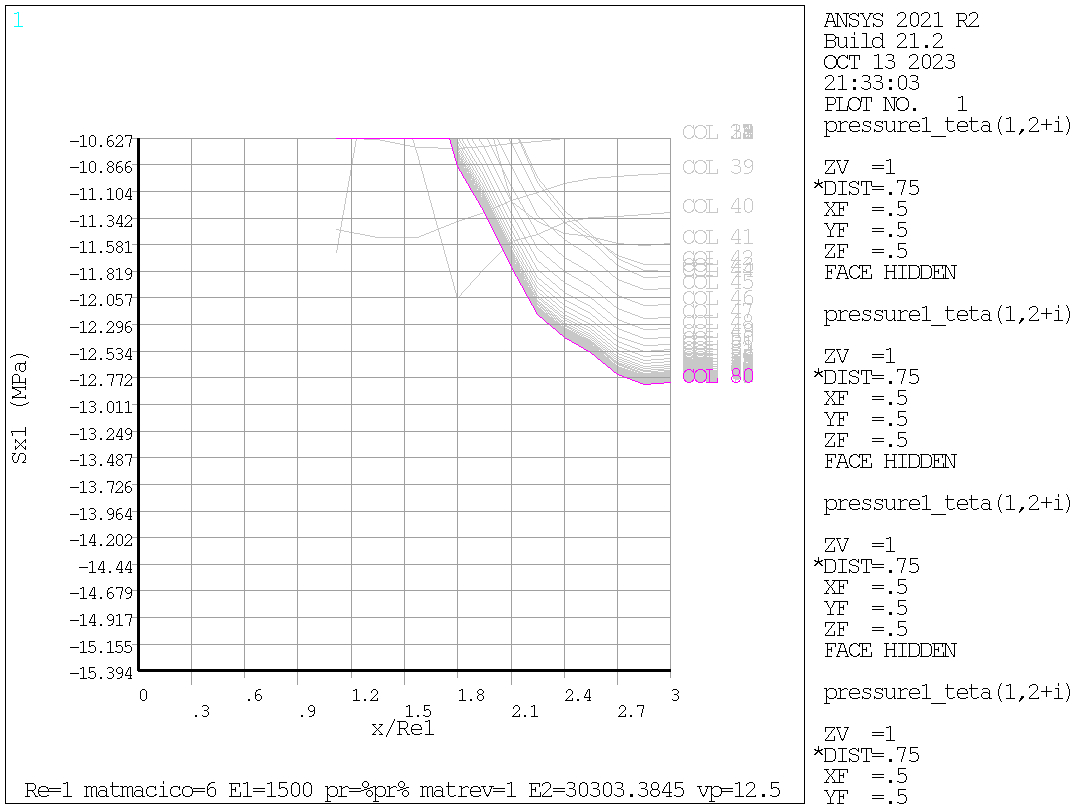 1
ANSYS 2021 R2
Build 21.2
OCT 13 2023
21:33:03
PLOT NO. 1
pressure1_teta(1,2+i)
ZV =1
*DIST=.75
XF =.5
YF =.5
ZF =.5
FACE HIDDEN
pressure1_teta(1,2+i)
ZV =1
*DIST=.75
XF =.5
YF =.5
ZF =.5
FACE HIDDEN
pressure1_teta(1,2+i)
ZV =1
*DIST=.75
XF =.5
YF =.5
ZF =.5
FACE HIDDEN
pressure1_teta(1,2+i)
ZV =1
*DIST=.75
XF =.5
YF =.5
-10.627
-10.866
-11.104
-11.342
-11.581
-11.819
-12.057
-12.296
-12.534
-12.772
-13.011
-13.249
-13.487
-13.726
-13.964
-14.202
-14.44
-14.679
-14.917
-15.155
-15.394
Sx1 (MPa)
COL 39
COL 40
COL 41
COL 45
COL 46
COL 47
COL 80
0 .6 1.2 1.8 2.4 3
.3 .9 1.5 2.1 2.7
x/Re1
Re=1 matmacico=6 E1=1500 pr=%pr% matrev=1 E2=30303.3845 vp=12.5